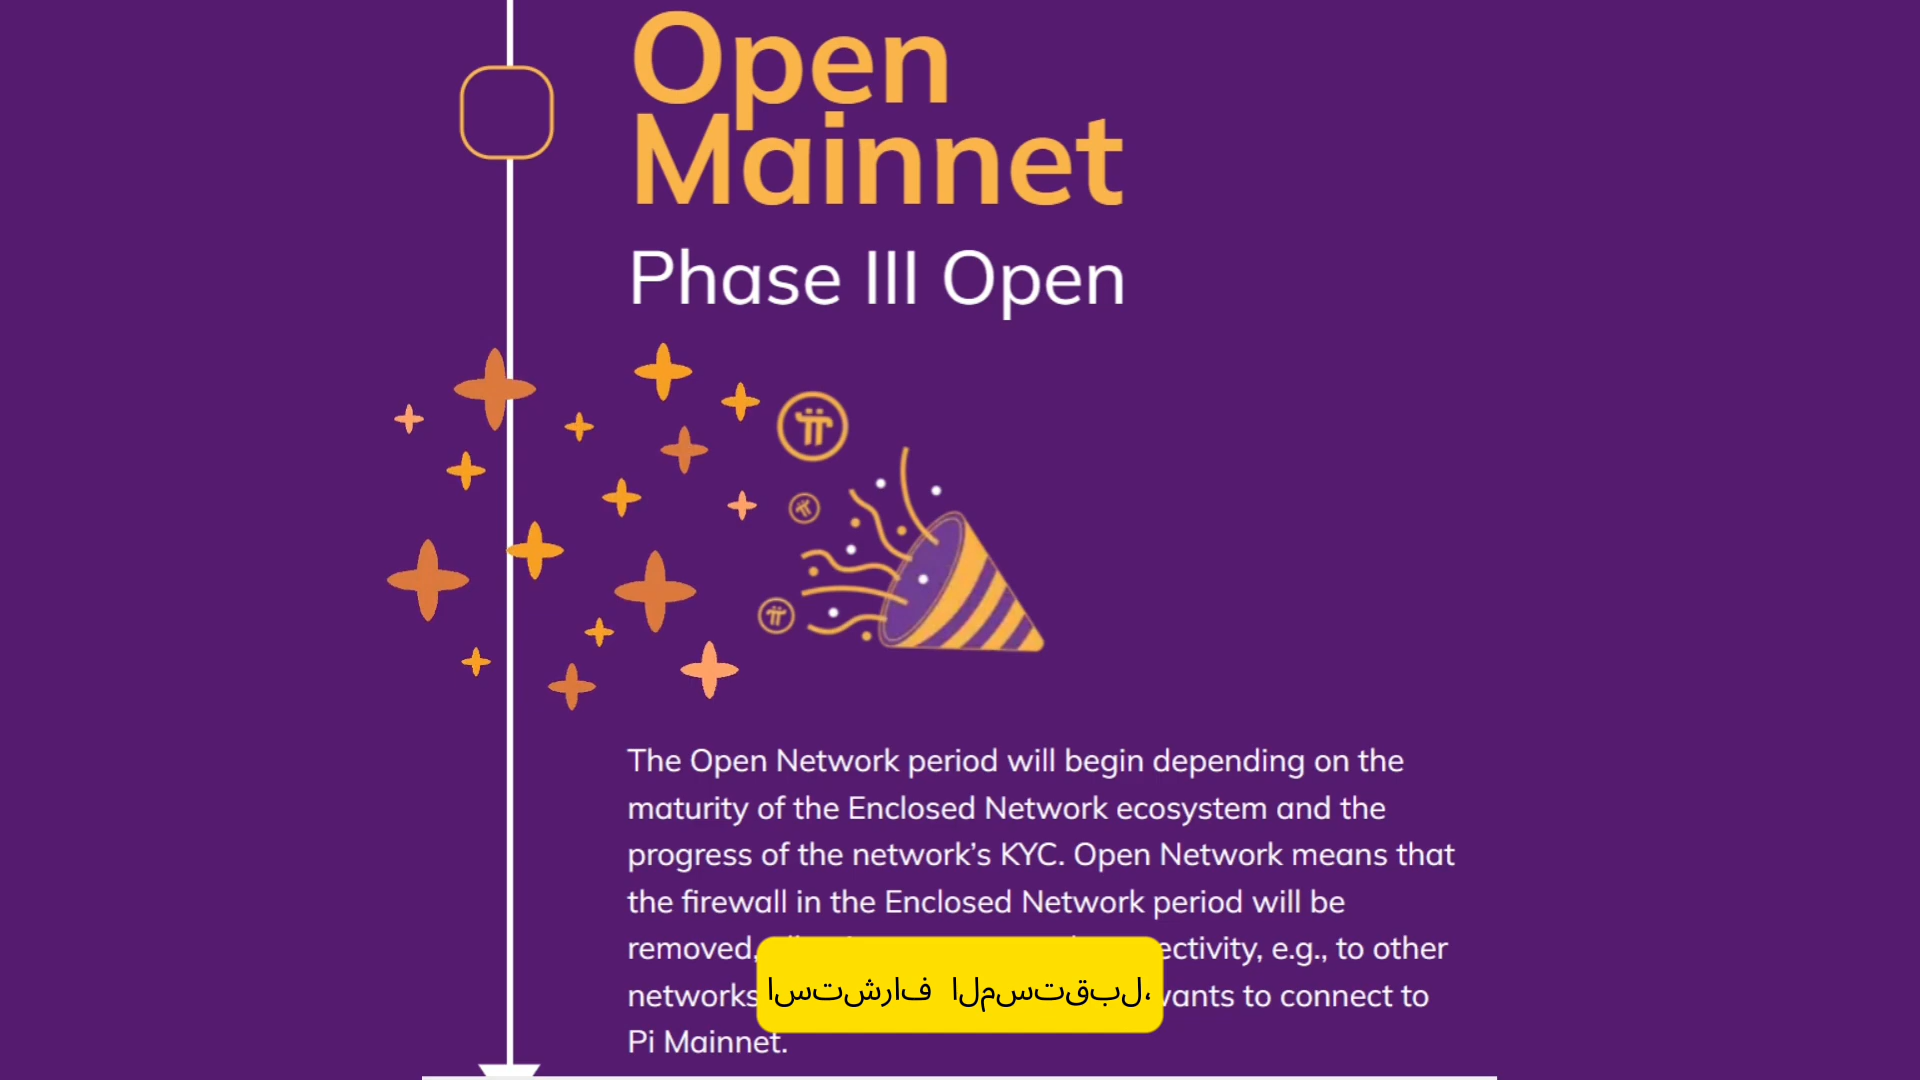 Open
Mainnet
Phase III Open
The Open Network period will begin depending on the
maturity of the Enclosed Network ecosystem and the
progress of the network’s KYC. Open Network means that
the firewall in the Enclosed Network period will be
removed, ectivity, e.g., to other
networks vants to connect to
استشراف المستقبل،
Pi Mainnet.